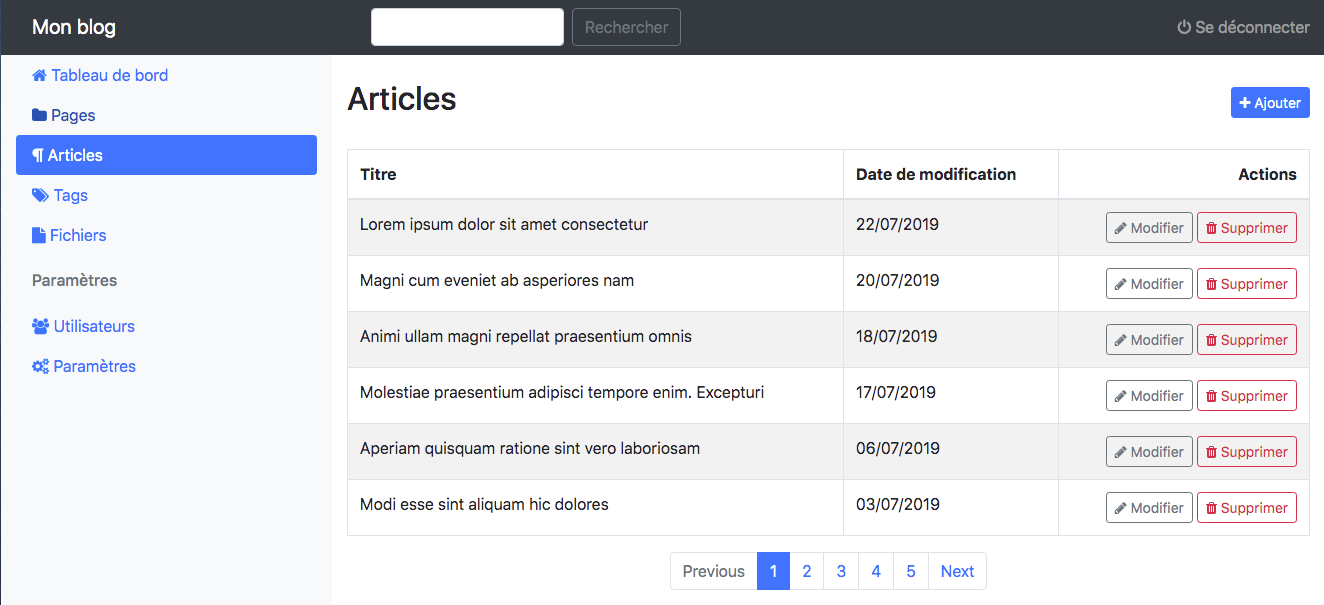 Mon blog
Rechercher
Se déconnecter
Tableau de bord
Pages
Articles
Tags
Fichiers
Paramètres
Utilisateurs
Paramètres
Articles
Ajouter
Titre Date de modification Actions
Lorem ipsum dolor sit amet consectetur 22/07/2019 Modifier Supprimer
Magni cum eveniet ab asperiores nam 20/07/2019 Modifier Supprimer
Animi ullam magni repellat praesentium omnis 18/07/2019 Modifier Supprimer
Molestiae praesentium adipisci tempore enim. Excepturi 17/07/2019 Modifier Supprimer
Aperiam quisquam ratione sint vero laboriosam 06/07/2019 Modifier Supprimer
Modi esse sint aliquam hic dolores 03/07/2019 Modifier Supprimer
Previous 1 2 3 4 5 Next